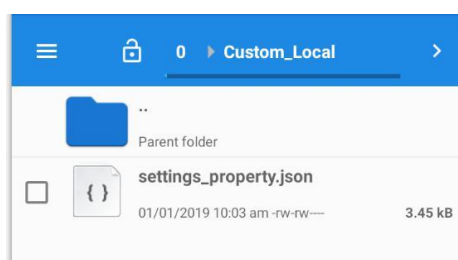 0 Custom_Local
..
Parent folder
{ } settings_property.json
01/01/2019 10:03 am -rw-rw---- 3.45 kB